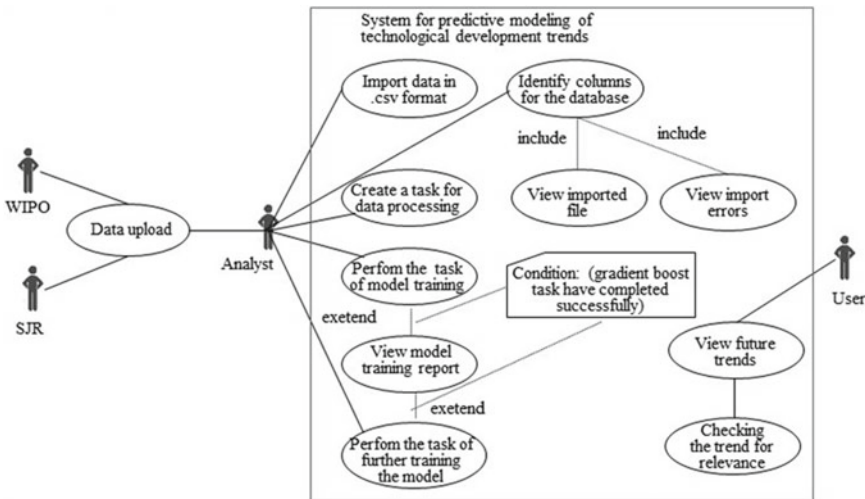 System for predictive modeling of
technological development trends
Import data in
.csv format
Identify columns
for the database
include
include
WIPO
Create a task for
data processing
View imported
file
View import
errors
Data upload
Analyst
Perfom the task
of model training
Condition: (gradient boost
task have completed
successfully)
User
SJR
exetend
View model
training report
View future
trends
exetend
Perfom the task of
further training
the model
Checking
the trend for
relevance